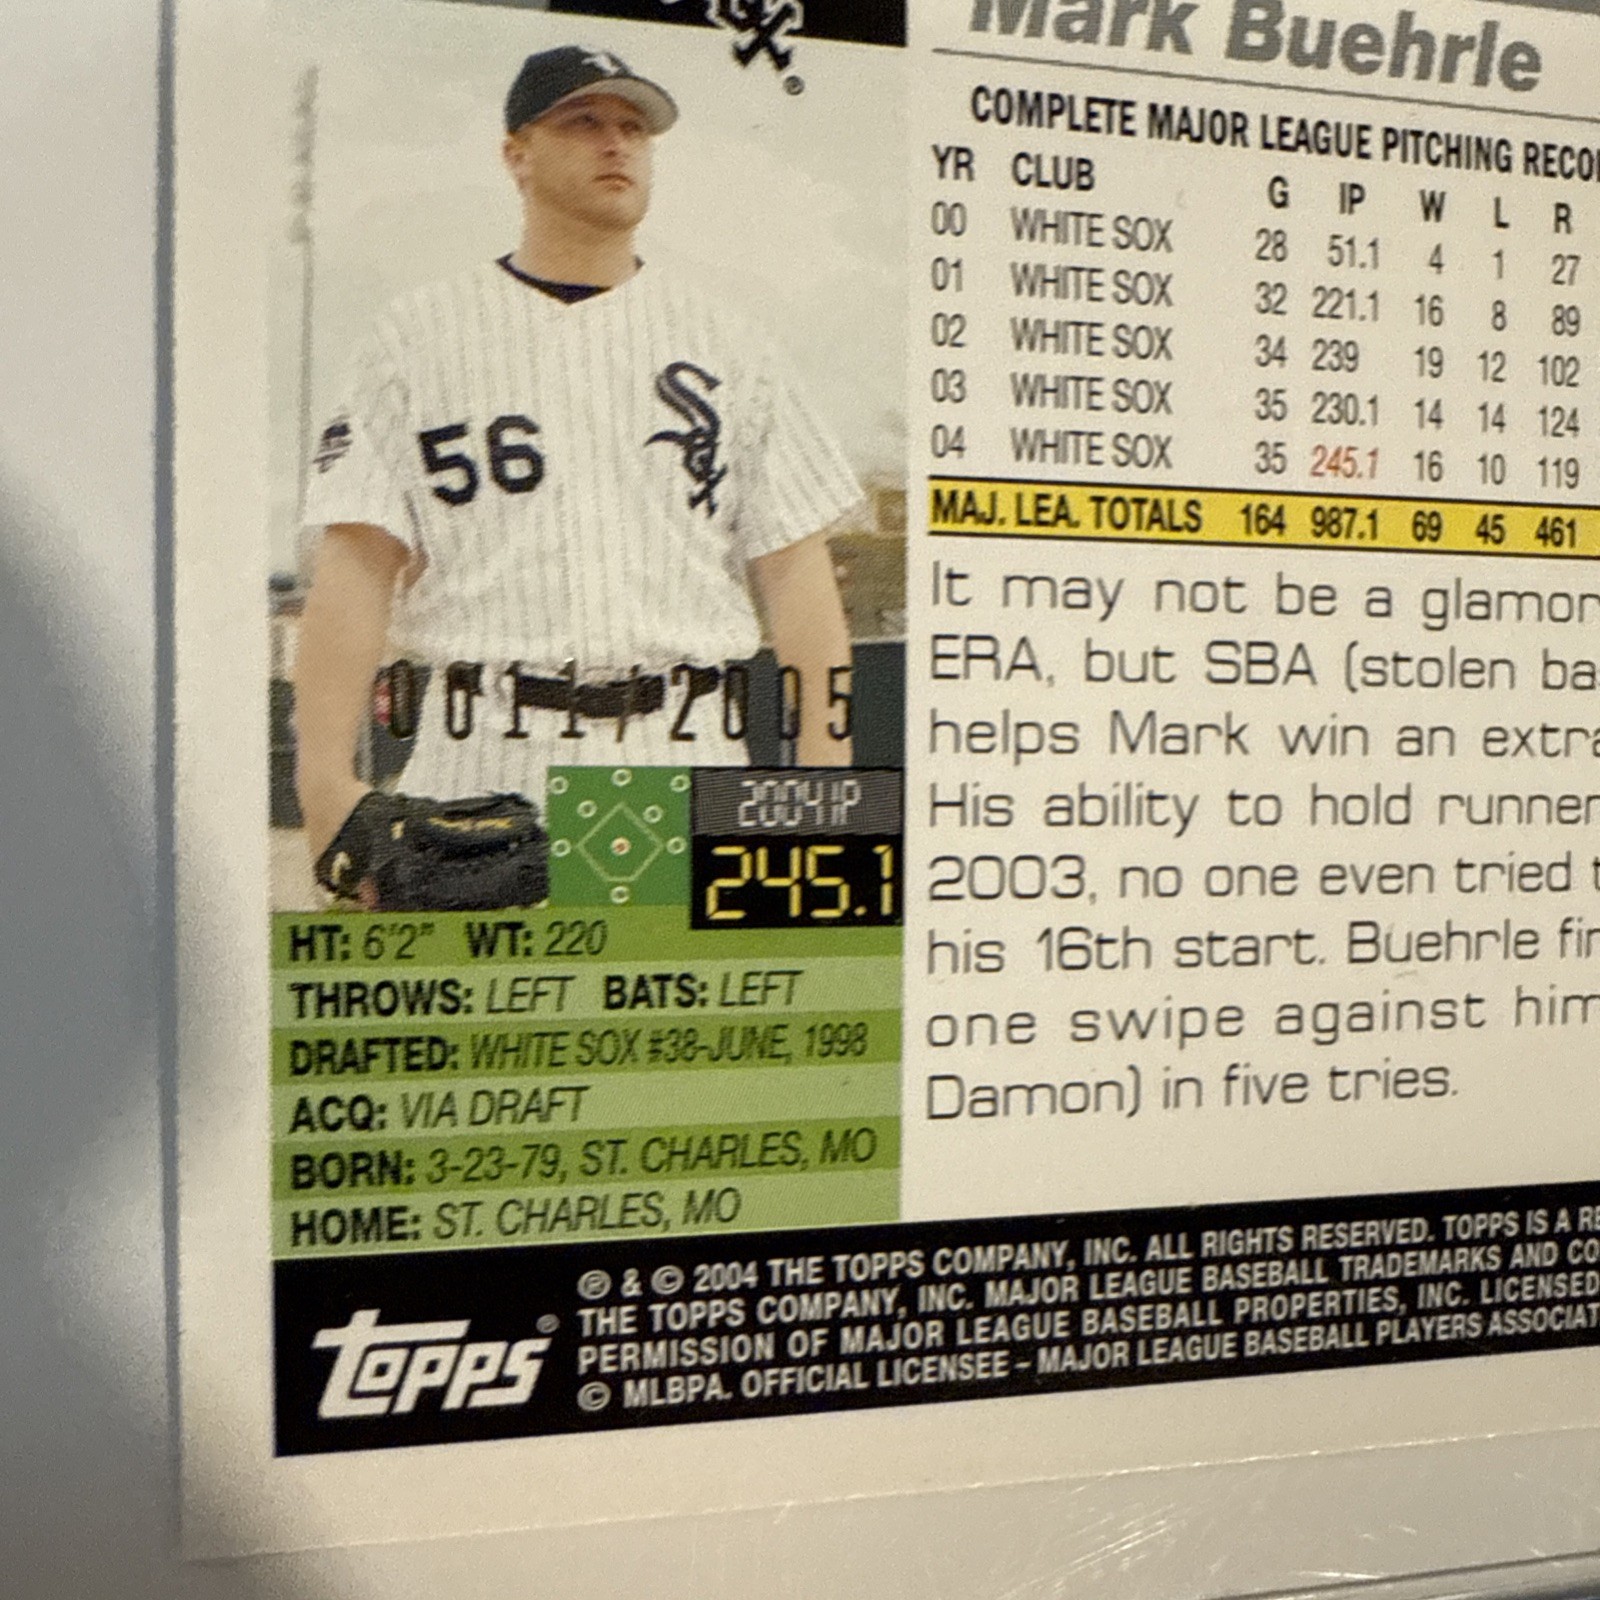 Sox ®
Mark Buehrle
COMPLETE MAJOR LEAGUE PITCHING
YR CLUB G IP W L R
00 WHITE SOX 28 51.1 4 1 27
01 WHITE SOX 32 221.1 16 8 89
02 WHITE SOX 34 239 19 12 102
03 WHITE SOX 35 230.1 14 14 124
04 WHITE SOX 35 245.1 16 10 119
MAJ. LEA. TOTALS 164 987.1 69 45 461
56 Sox
0011/2005
2004 IP
245.1
HT: 6'2" WT: 220
THROWS: LEFT BATS: LEFT
DRAFTED: WHITE SOX #38-JUNE, 1998
ACQ: VIA DRAFT
BORN: 3-23-79, ST. CHARLES, MO
HOME: ST. CHARLES, MO
It may not be a glamor
ERA, but SBA (stolen ba
helps Mark win an extra
His ability to hold runner
2003, no one even tried t
his 16th start. Buehrle fir
one swipe against him
Damon) in five tries.
topps®
℗ & © 2004 THE TOPPS COMPANY, INC. ALL RIGHTS RESERVED. TOPPS IS A RE
THE TOPPS COMPANY, INC. MAJOR LEAGUE BASEBALL TRADEMARKS AND CO
PERMISSION OF MAJOR LEAGUE BASEBALL PROPERTIES, INC. LICENSED
© MLBPA. OFFICIAL LICENSEE – MAJOR LEAGUE BASEBALL PLAYERS ASSOCIAT